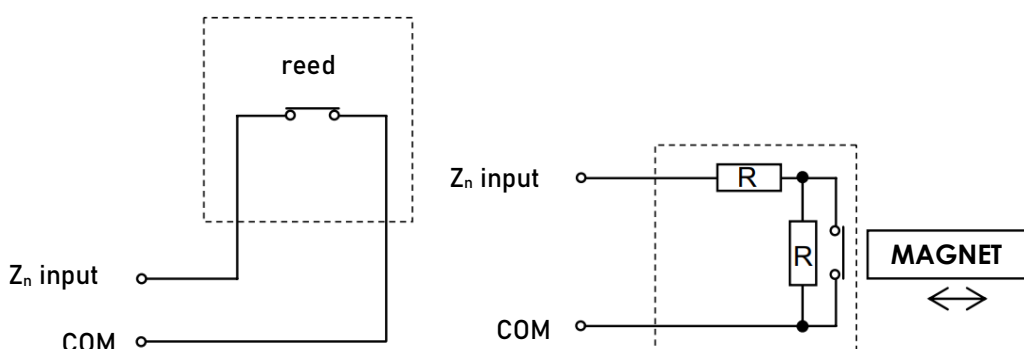 reed
Zₙ input
COM
Zₙ input
R
R
MAGNET
COM